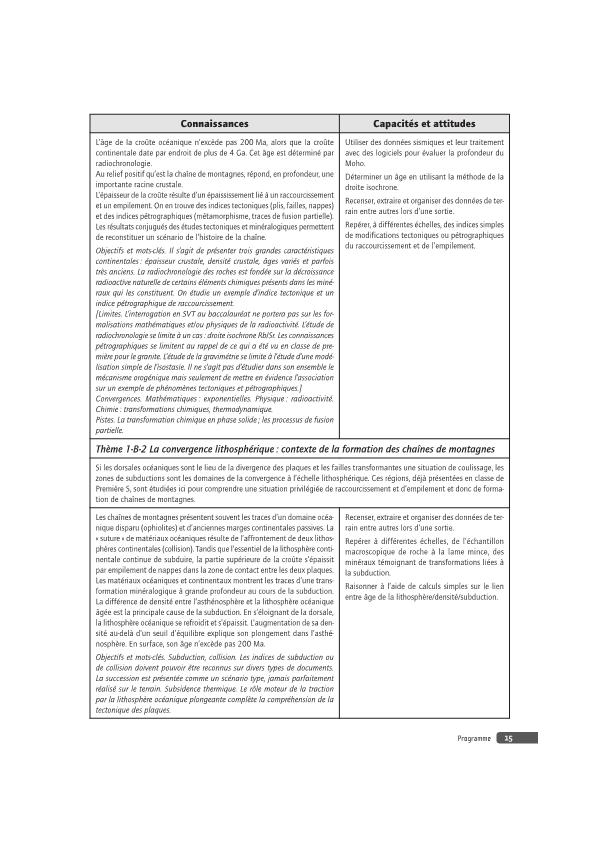 Connaissances
Capacités et attitudes
L'âge de la croûte océanique n'excède pas 200 Ma, alors que la croûte
continentale date par endroit de plus de 4 Ga. Cet âge est déterminé par
radiochronologie.
Au relief positif qu'est la chaîne de montagnes, répond, en profondeur, une
importante racine crustale.
L'épaisseur de la croûte résulte d'un épaississement lié à un raccourcissement
et un empilement. On en trouve des indices tectoniques (plis, failles, nappes)
et des indices pétrographiques (métamorphisme, traces de fusion partielle).
Les résultats conjugués des études tectoniques et minéralogiques permettent
de reconstituer un scénario de l'histoire de la chaîne.
Objectifs et mots-clés. Il s'agit de présenter trois grandes caractéristiques
continentales : épaisseur crustale, densité crustale, âges variés et parfois
très anciens. La radiochronologie des roches est fondée sur la décroissance
radioactive naturelle de certains éléments chimiques présents dans les miné-
raux qui les constituent. On étudie un exemple d'indice tectonique et un
indice pétrographique de raccourcissement.
[Limites. L'interrogation en SVT au baccalauréat ne portera pas sur les for-
malisations mathématiques et/ou physiques de la radioactivité. L'étude de
radiochronologie se limite à un cas : droite isochrone Rb/Sr. Les connaissances
pétrographiques se limitent au rappel de ce qui a été vu en classe de pre-
mière pour le granite. L'étude de la gravimétrie se limite à l'étude d'une modé-
lisation simple de l'isostasie. Il ne s'agit pas d'étudier dans son ensemble le
mécanisme orogénique mais seulement de mettre en évidence l'association
sur un exemple de phénomènes tectoniques et pétrographiques.]
Convergences. Mathématiques : exponentielles. Physique : radioactivité.
Chimie : transformations chimiques, thermodynamique.
Pistes. La transformation chimique en phase solide ; les processus de fusion
partielle.
Utiliser des données sismiques et leur traitement
avec des logiciels pour évaluer la profondeur du
Moho.
Déterminer un âge en utilisant la méthode de la
droite isochrone.
Recenser, extraire et organiser des données de ter-
rain entre autres lors d'une sortie.
Repérer, à différentes échelles, des indices simples
de modifications tectoniques ou pétrographiques
du raccourcissement et de l'empilement.
Thème 1-B-2 La convergence lithosphérique : contexte de la formation des chaînes de montagnes
Si les dorsales océaniques sont le lieu de la divergence des plaques et les failles transformantes une situation de coulissage, les
zones de subductions sont les domaines de la convergence à l'échelle lithosphérique. Ces régions, déjà présentées en classe de
Première S, sont étudiées ici pour comprendre une situation privilégiée de raccourcissement et d'empilement et donc de forma-
tion de chaînes de montagnes.
Les chaînes de montagnes présentent souvent les traces d'un domaine océa-
nique disparu (ophiolites) et d'anciennes marges continentales passives. La
« suture » de matériaux océaniques résulte de l'affrontement de deux litho-
sphères continentales (collision). Tandis que l'essentiel de la lithosphère conti-
nentale continue de subduire, la partie supérieure de la croûte s'épaissit
par empilement de nappes dans la zone de contact entre les deux plaques.
Les matériaux océaniques et continentaux montrent les traces d'une trans-
formation minéralogique à grande profondeur au cours de la subduction.
La différence de densité entre l'asthénosphère et la lithosphère océanique
âgée est la principale cause de la subduction. En s'éloignant de la dorsale,
la lithosphère océanique se refroidit et s'épaissit. L'augmentation de sa den-
sité au-delà d'un seuil d'équilibre explique son plongement dans l'asthé-
nosphère. En surface, son âge n'excède pas 200 Ma.
Objectifs et mots-clés. Subduction, collision. Les indices de subduction ou
de collision doivent pouvoir être reconnus sur divers types de documents.
La succession est présentée comme un scénario type, jamais parfaitement
réalisé sur le terrain. Subsidence thermique. Le rôle moteur de la traction
par la lithosphère océanique plongeante complète la compréhension de la
tectonique des plaques.
Recenser, extraire et organiser des données de ter-
rain entre autres lors d'une sortie.
Repérer à différentes échelles, de l'échantillon
macroscopique de roche à la lame mince, des
minéraux témoignant de transformations liées à
la subduction.
Raisonner à l'aide de calculs simples sur le lien
entre âge de la lithosphère/densité/subduction.
Programme 15